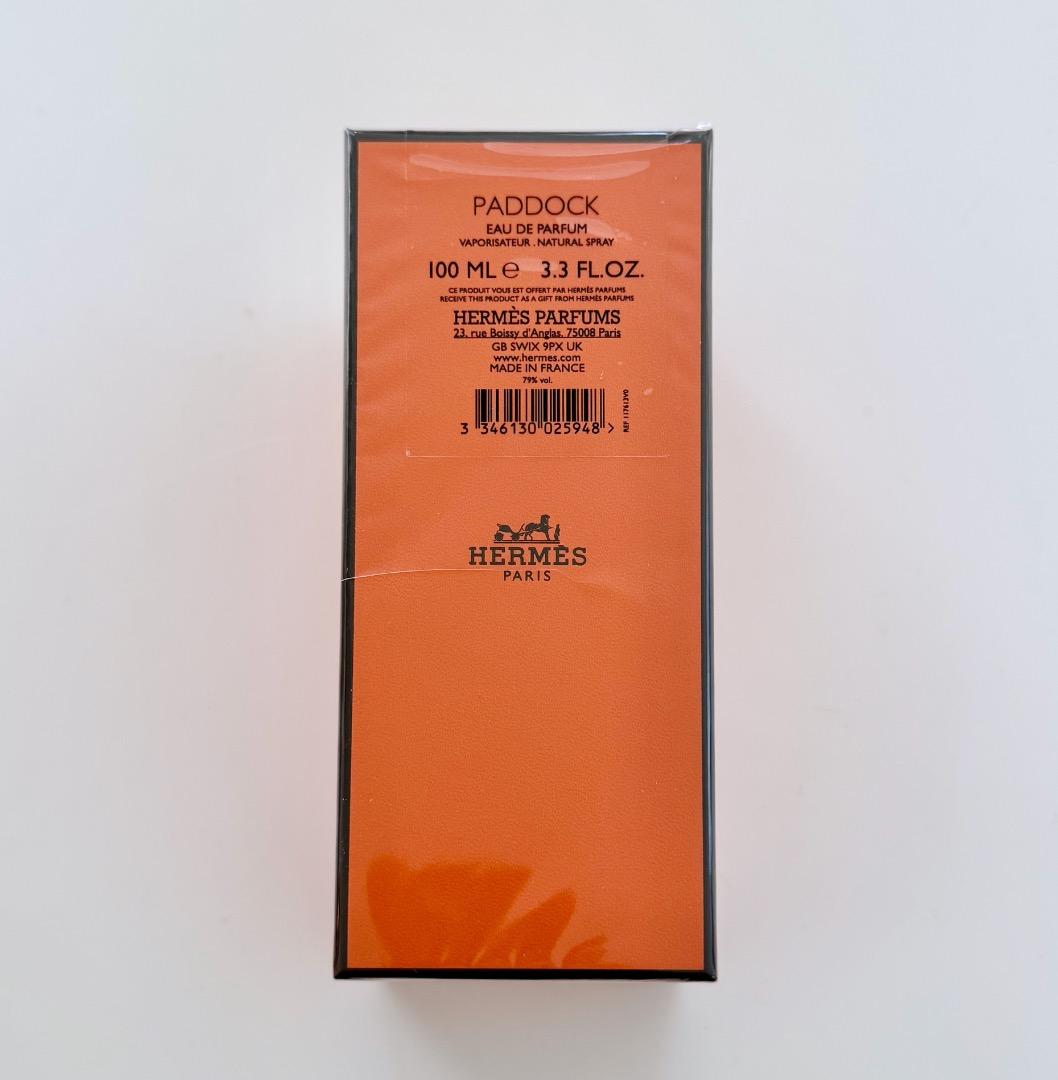 PADDOCK
EAU DE PARFUM
VAPORISATEUR . NATURAL SPRAY
100 ML e 3.3 FL.OZ.
CE PRODUIT VOUS EST OFFERT PAR HERMÈS PARFUMS
RECEIVE THIS PRODUCT AS A GIFT FROM HERMÈS PARFUMS
HERMÈS PARFUMS
23, rue Boissy d'Anglas, 75008 Paris
GB SWIX 9PX UK
www.hermes.com
MADE IN FRANCE
79% vol.
3 346130 025948 >
REF 117613V0
HERMÈS
PARIS